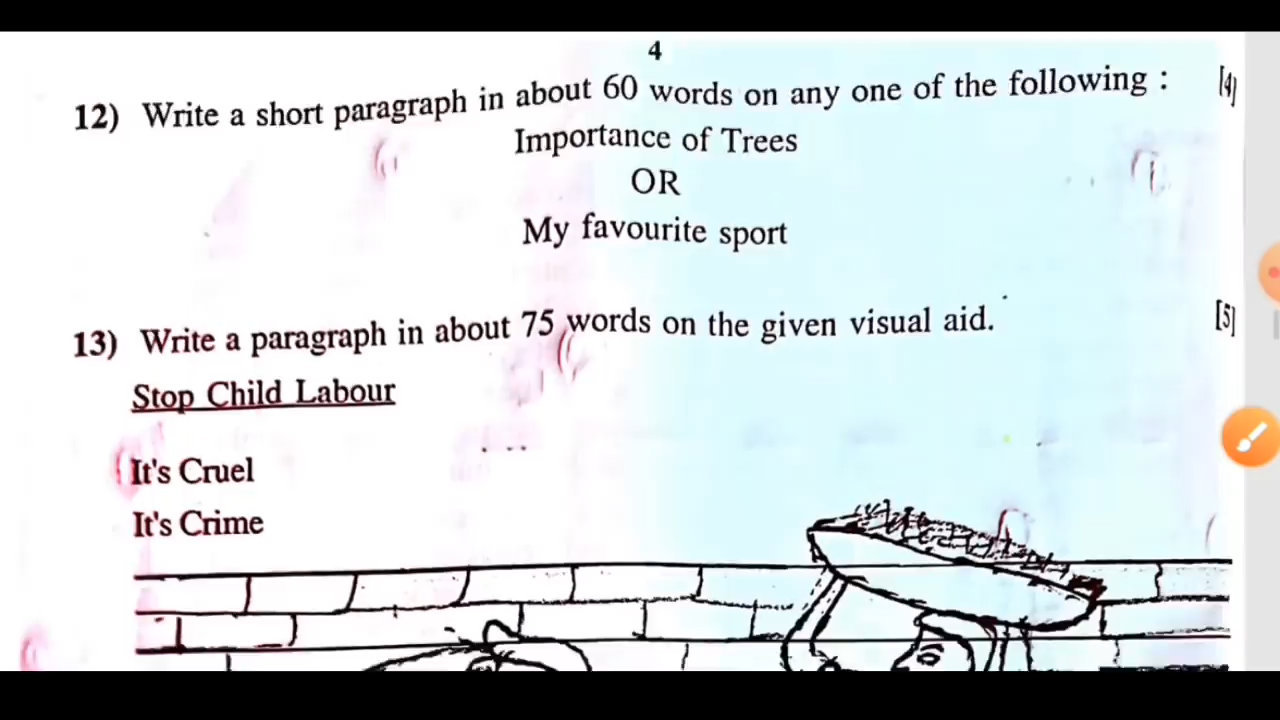 4
12) Write a short paragraph in about 60 words on any one of the following : [4]
Importance of Trees
OR
My favourite sport
13) Write a paragraph in about 75 words on the given visual aid. [5]
Stop Child Labour
It's Cruel
It's Crime